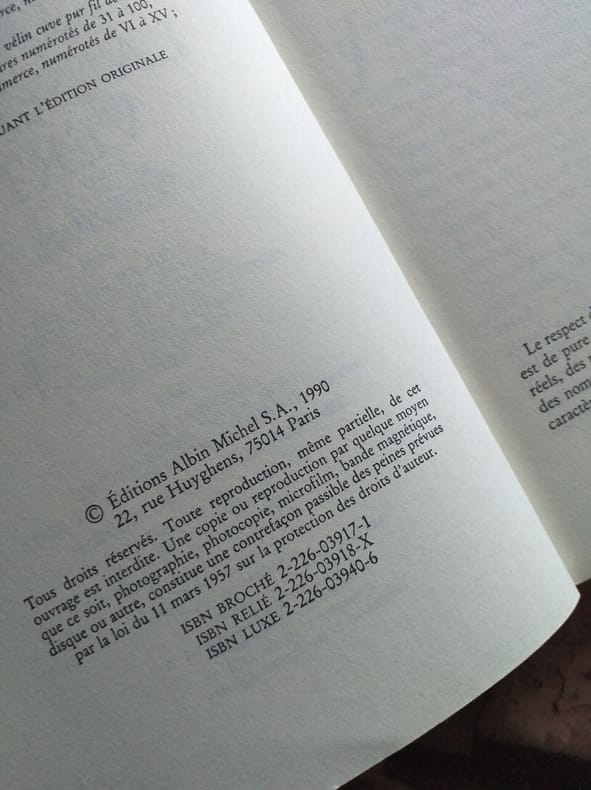 vélin cuve pur fil
numérotés de 31 à 100,
numérotés de VI à XV ;
L'ÉDITION ORIGINALE
© Éditions Albin Michel S.A., 1990
22, rue Huyghens, 75014 Paris
Tous droits réservés. Toute reproduction, même partielle, de cet
ouvrage est interdite. Une copie ou reproduction par quelque moyen
que ce soit, photographie, photocopie, microfilm, bande magnétique,
disque ou autre, constitue une contrefaçon passible des peines prévues
par la loi du 11 mars 1957 sur la protection des droits d'auteur.
ISBN BROCHÉ 2-226-03917-1
ISBN RELIÉ 2-226-03918-X
ISBN LUXE 2-226-03940-6
Le respect
est de pure
réels, des
des nom
caractè